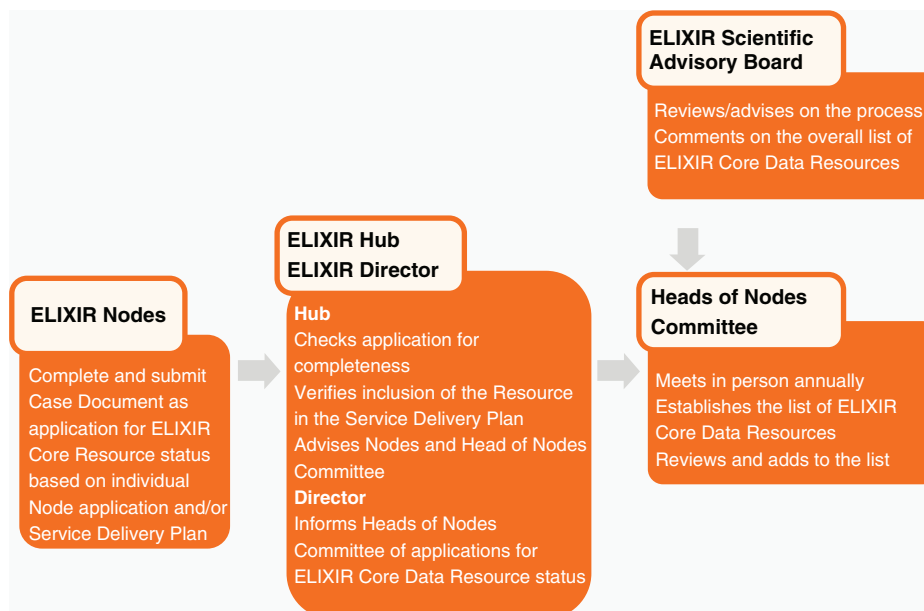 ELIXIR Scientific
Advisory Board
Reviews/advises on the process
Comments on the overall list of
ELIXIR Core Data Resources
ELIXIR Nodes
Complete and submit
Case Document as
application for ELIXIR
Core Resource status
based on individual
Node application and/or
Service Delivery Plan
ELIXIR Hub
ELIXIR Director
Hub
Checks application for
completeness
Verifies inclusion of the Resource
in the Service Delivery Plan
Advises Nodes and Head of Nodes
Committee
Director
Informs Heads of Nodes
Committee of applications for
ELIXIR Core Data Resource status
Heads of Nodes
Committee
Meets in person annually
Establishes the list of ELIXIR
Core Data Resources
Reviews and adds to the list